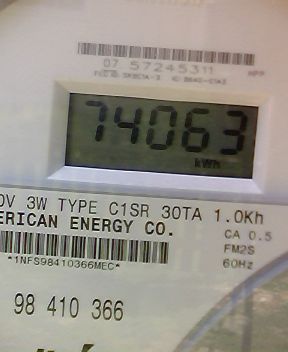 07 57245311
74063
kWh
0V 3W TYPE C1SR 30TA 1.0Kh
ERICAN ENERGY CO.
CA 0.5
FM2S
*1NFS98410366MEC*
60Hz
98 410 366